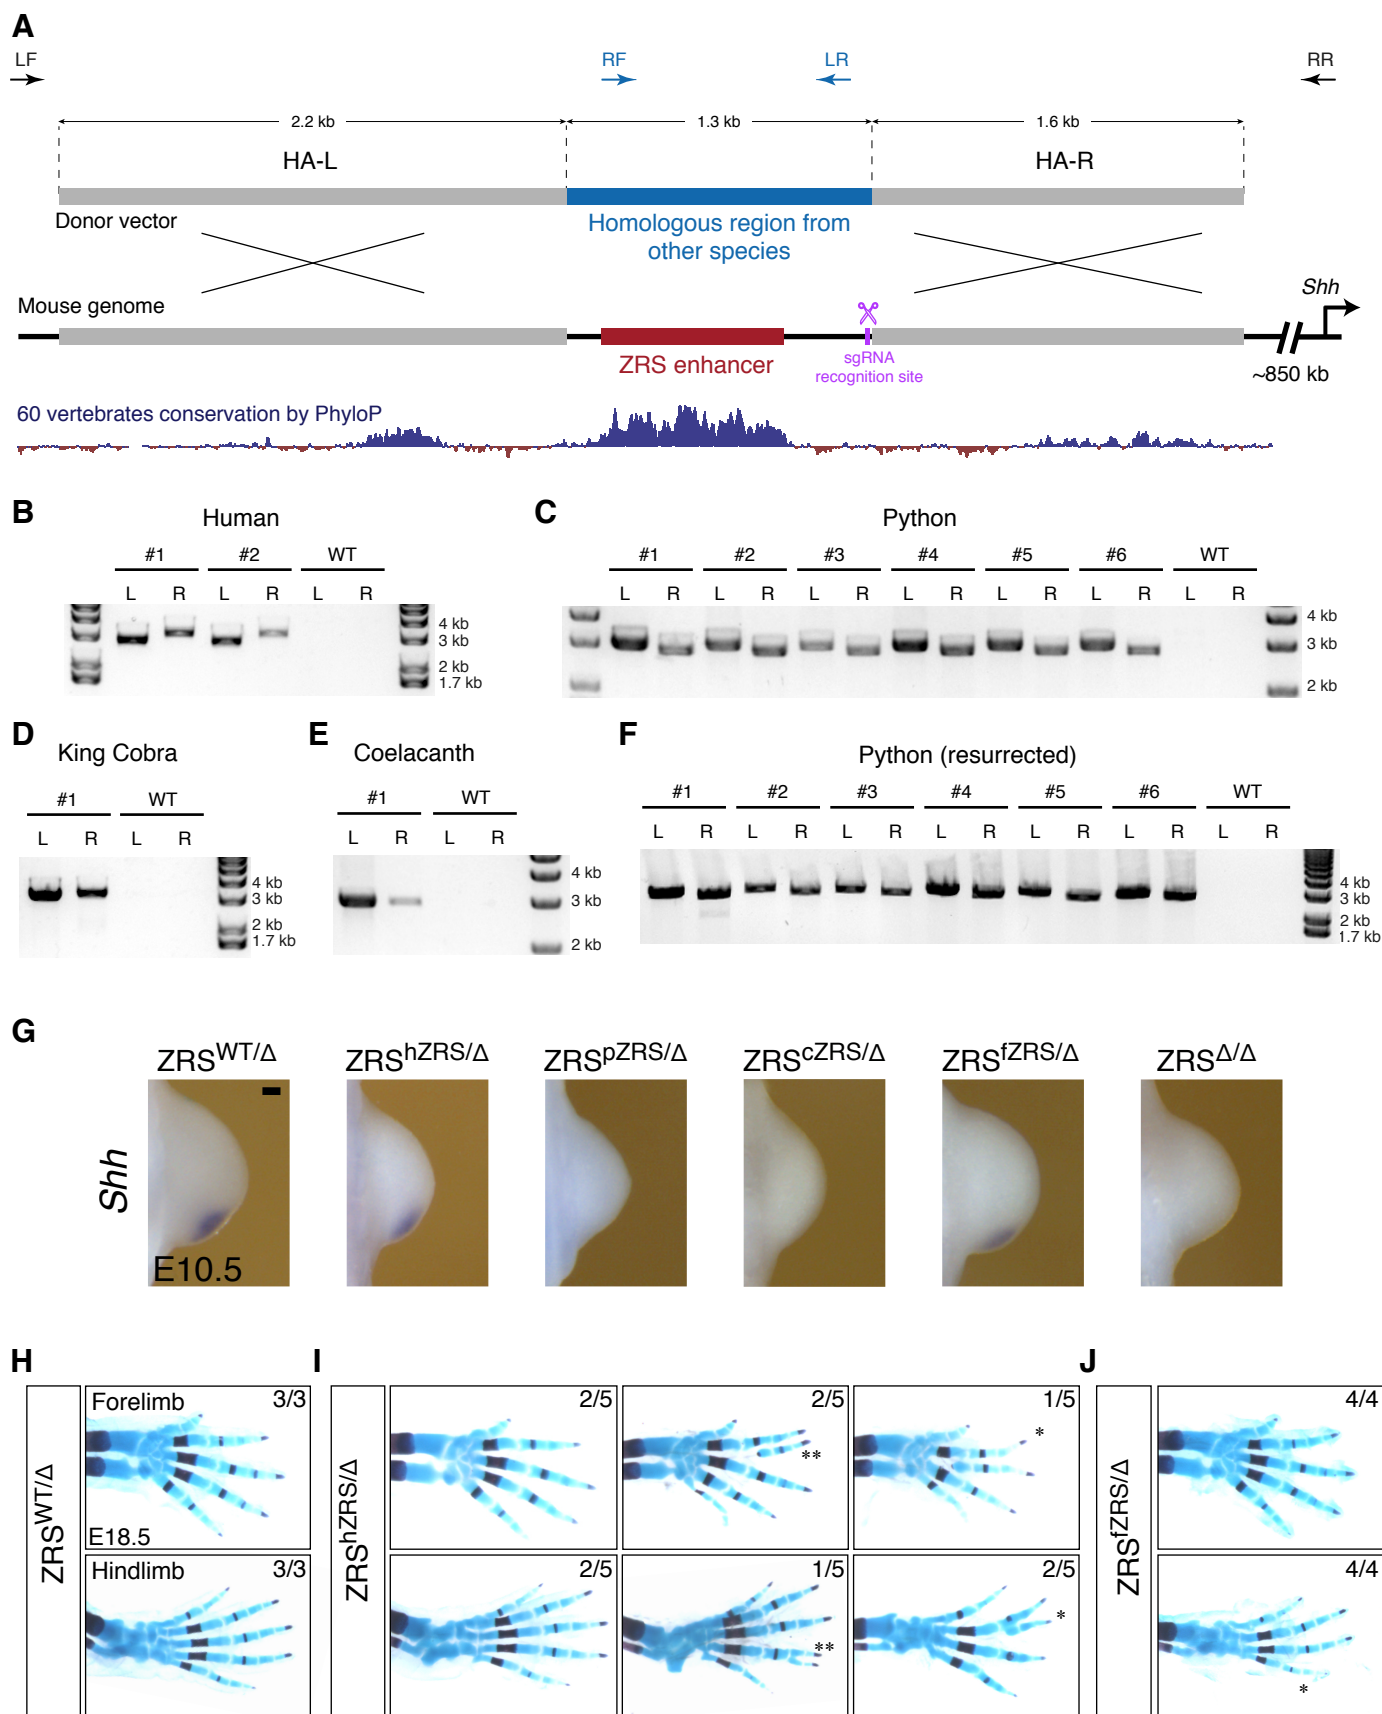 A
LF
RF
LR
RR
2.2 kb
1.3 kb
1.6 kb
HA-L
HA-R
Donor vector
Homologous region from
other species
Mouse genome
Shh
ZRS enhancer
sgRNA
recognition site
~850 kb
60 vertebrates conservation by PhyloP
B
Human
#1 #2 WT
L R L R L R
4 kb
3 kb
2 kb
1.7 kb
C
Python
#1 #2 #3 #4 #5 #6 WT
L R L R L R L R L R L R L R
4 kb
3 kb
2 kb
D
King Cobra
#1 WT
L R L R
4 kb
3 kb
2 kb
1.7 kb
E
Coelacanth
#1 WT
L R L R
4 kb
3 kb
2 kb
F
Python (resurrected)
#1 #2 #3 #4 #5 #6 WT
L R L R L R L R L R L R L R
4 kb
3 kb
2 kb
1.7 kb
G
ZRS^WT/Δ
ZRS^hZRS/Δ
ZRS^pZRS/Δ
ZRS^cZRS/Δ
ZRS^fZRS/Δ
ZRS^Δ/Δ
Shh
E10.5
H
ZRS^WT/Δ
Forelimb 3/3
E18.5
Hindlimb 3/3
I
ZRS^hZRS/Δ
2/5
2/5
**
1/5
*
2/5
1/5
**
2/5
*
J
ZRS^fZRS/Δ
4/4
4/4
*